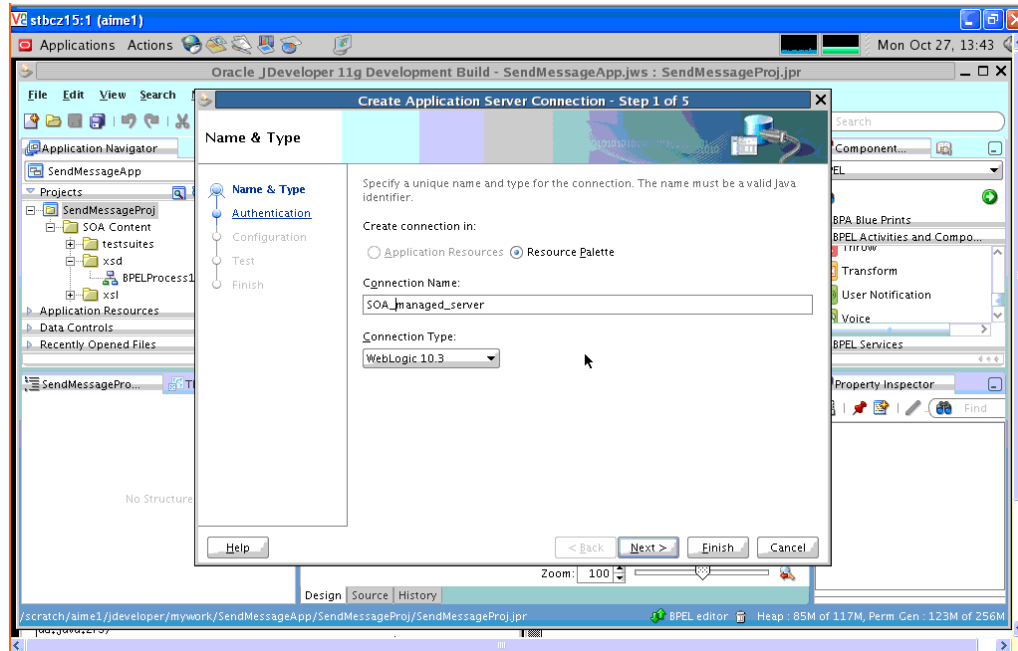 stbcz15:1 (aime1)
Applications Actions Mon Oct 27, 13:43
Oracle JDeveloper 11g Development Build - SendMessageApp.jws : SendMessageProj.jpr
File Edit View Search
Create Application Server Connection - Step 1 of 5
Search
Name & Type
Application Navigator
Component...
SendMessageApp
Projects
SendMessageProj
SOA Content
testsuites
xsd
BPELProcess1
xsl
Application Resources
Data Controls
Recently Opened Files
Name & Type
Authentication
Configuration
Test
Finish
Specify a unique name and type for the connection. The name must be a valid Java
identifier.
Create connection in:
Application Resources Resource Palette
Connection Name:
SOA_managed_server
Connection Type:
WebLogic 10.3
BPA Blue Prints
BPEL Activities and Compo...
Throw
Transform
User Notification
Voice
BPEL Services
SendMessagePro...
Property Inspector
Find
No Structure
Help < Back Next > Finish Cancel
Zoom: 100
Design Source History
/scratch/aime1/jdeveloper/mywork/SendMessageApp/SendMessageProj/SendMessageProj.jpr
BPEL editor Heap : 85M of 117M, Perm Gen : 123M of 256M